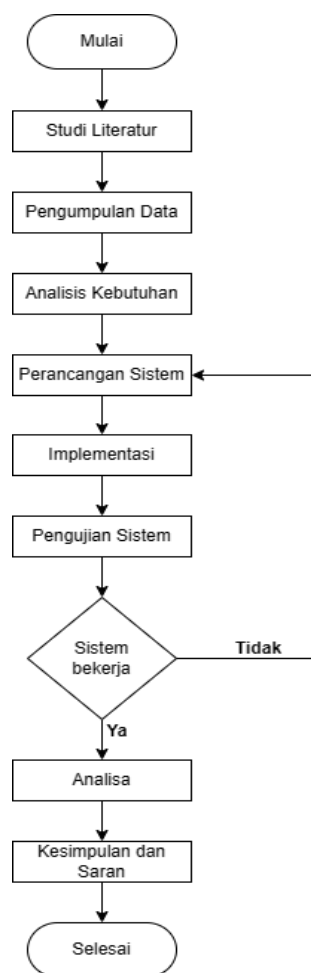 Mulai
Studi Literatur
Pengumpulan Data
Analisis Kebutuhan
Perancangan Sistem
Implementasi
Pengujian Sistem
Sistem
bekerja
Tidak
Ya
Analisa
Kesimpulan dan
Saran
Selesai